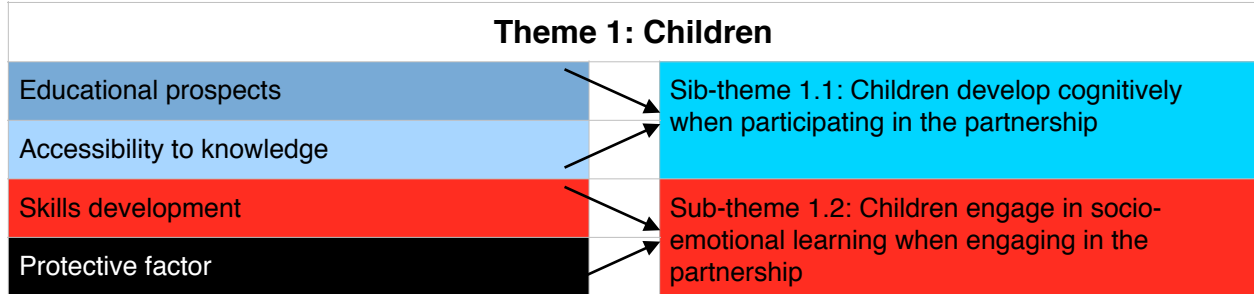 Theme 1: Children
Educational prospects
Sib-theme 1.1: Children develop cognitively
when participating in the partnership
Accessibility to knowledge
Skills development
Sub-theme 1.2: Children engage in socio-
emotional learning when engaging in the
partnership
Protective factor